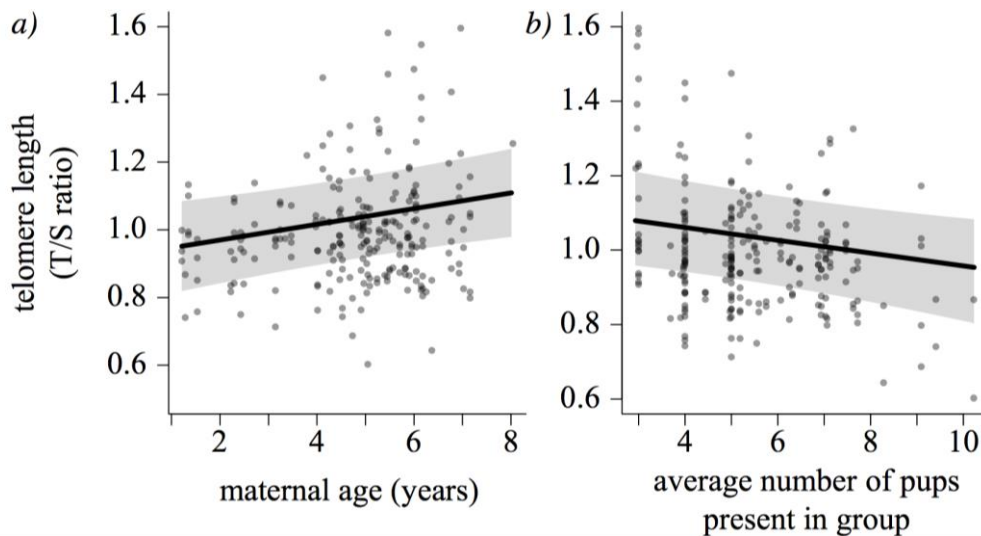 a)
telomere length
(T/S ratio)
1.6
1.4
1.2
1.0
0.8
0.6
2 4 6 8
maternal age (years)
b)
1.6
1.4
1.2
1.0
0.8
0.6
4 6 8 10
average number of pups
present in group